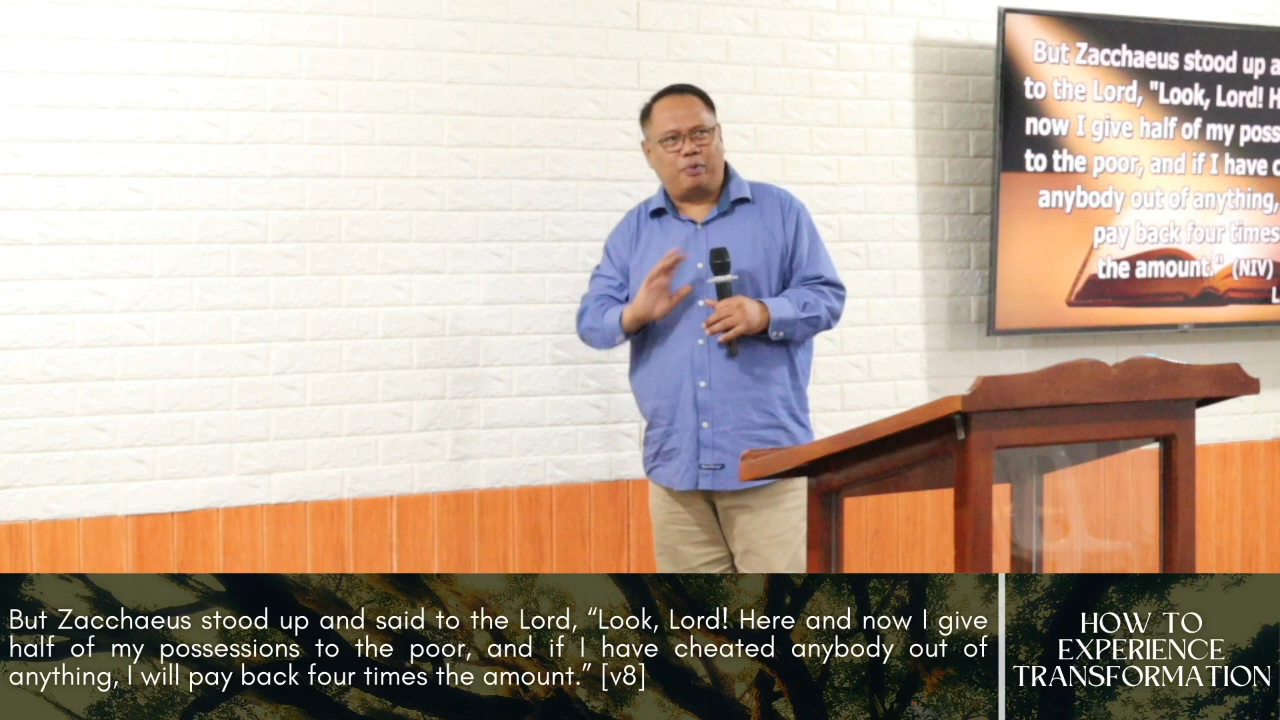 But Zacchaeus stood up a
to the Lord, "Look, Lord! H
now I give half of my poss
to the poor, and if I have c
anybody out of anything,
pay back four times
the amount." (NIV)
L
But Zacchaeus stood up and said to the Lord, “Look, Lord! Here and now I give
half of my possessions to the poor, and if I have cheated anybody out of
anything, I will pay back four times the amount.” [v8]
HOW TO
EXPERIENCE
TRANSFORMATION